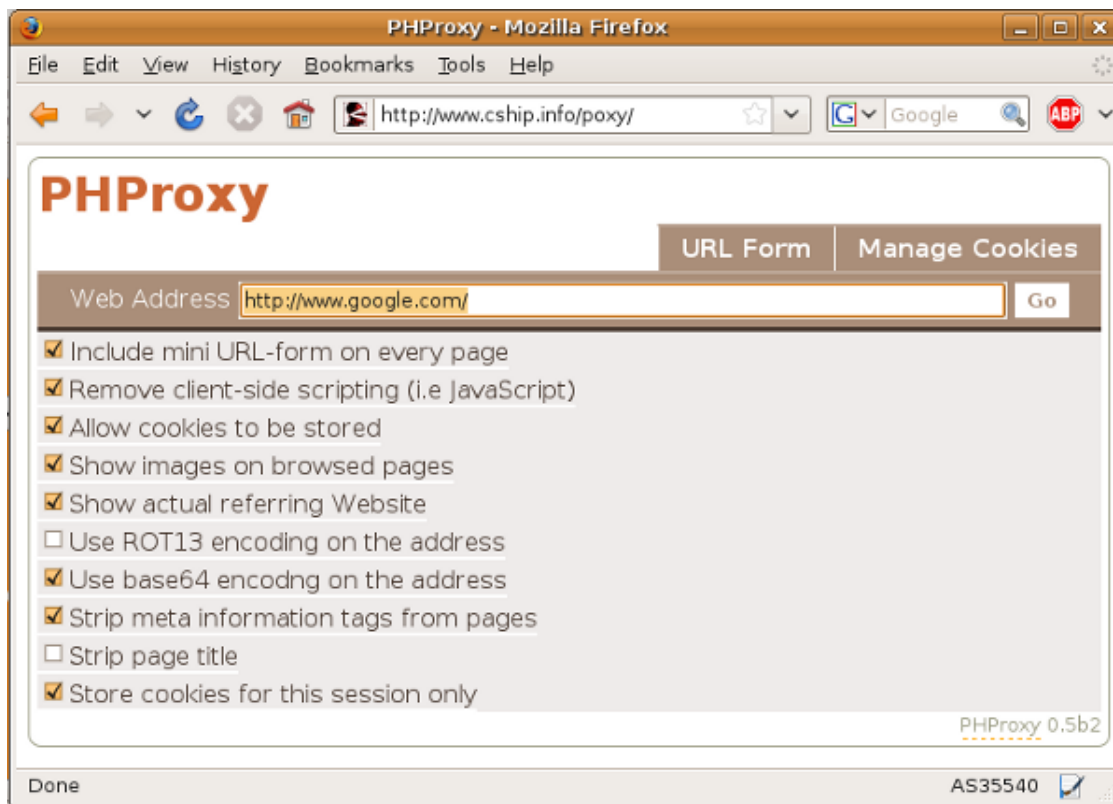 PHProxy - Mozilla Firefox
File Edit View History Bookmarks Tools Help
http://www.cship.info/poxy/ G Google ABP
PHProxy
URL Form Manage Cookies
Web Address http://www.google.com/ Go
Include mini URL-form on every page
Remove client-side scripting (i.e JavaScript)
Allow cookies to be stored
Show images on browsed pages
Show actual referring Website
Use ROT13 encoding on the address
Use base64 encodng on the address
Strip meta information tags from pages
Strip page title
Store cookies for this session only
PHProxy 0.5b2
Done AS35540